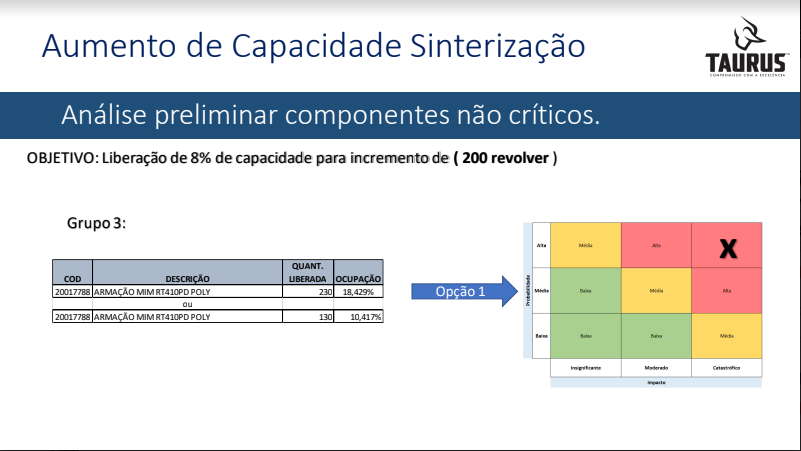 Aumento de Capacidade Sinterização
TAURUS
COMPROMISSO COM A EXCELÊNCIA
Análise preliminar componentes não críticos.
OBJETIVO: Liberação de 8% de capacidade para incremento de ( 200 revolver )
Grupo 3:
COD DESCRIÇÃO QUANT. LIBERADA OCUPAÇÃO
20017788 ARMAÇÃO MIM RT410PD POLY 230 18,429%
ou
20017788 ARMAÇÃO MIM RT410PD POLY 130 10,417%
Opção 1
Probabilidade
Alta Média Alta X
Média Baixa Média Alta
Baixa Baixa Baixa Média
Insignificante Moderado Catastrófico
Impacto